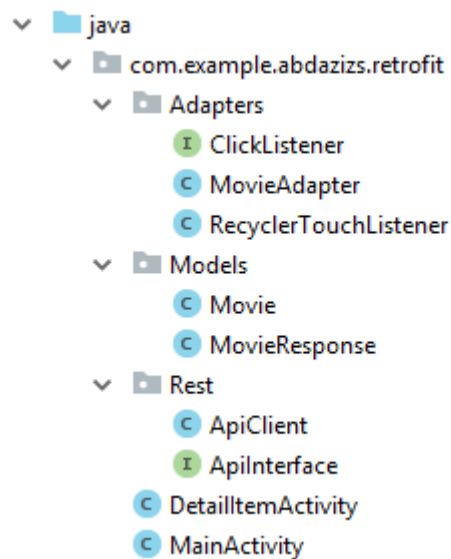 java
com.example.abdazizs.retrofit
Adapters
I ClickListener
C MovieAdapter
C RecyclerTouchListener
Models
C Movie
C MovieResponse
Rest
C ApiClient
I ApiInterface
C DetailItemActivity
C MainActivity